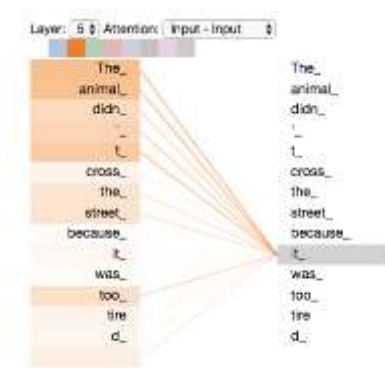 Layer: 5 Attention: Input - Input
The_ The_
animal_ animal_
didn_ didn_
'_ '_
t_ t_
cross_ cross_
the_ the_
street_ street_
because_ because_
it_ it_
was_ was_
too_ too_
tire tire
d_ d_